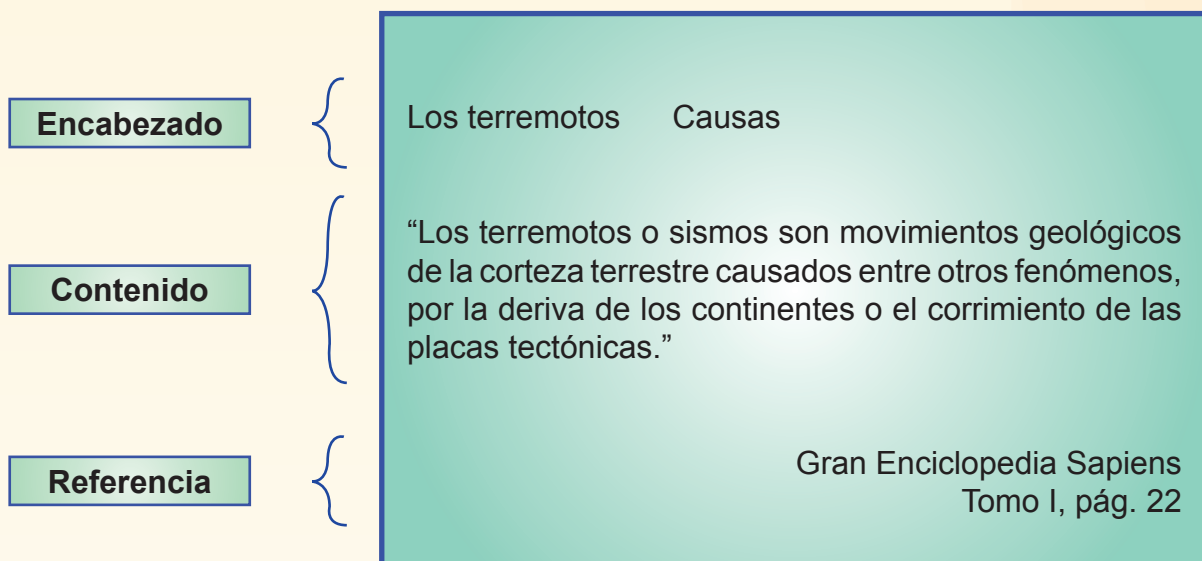 Encabezado
Los terremotos Causas
Contenido
“Los terremotos o sismos son movimientos geológicos
de la corteza terrestre causados entre otros fenómenos,
por la deriva de los continentes o el corrimiento de las
placas tectónicas.”
Referencia
Gran Enciclopedia Sapiens
Tomo I, pág. 22